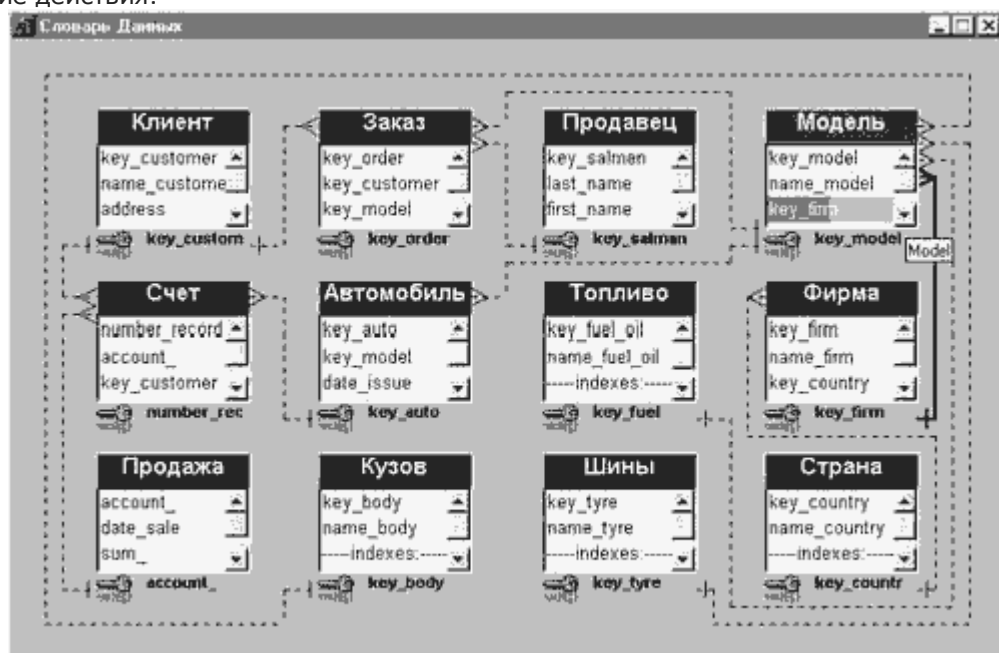 ие действия:
Словарь Данных
Клиент
key_customer
name_custome
address
key_custom
Заказ
key_order
key_customer
key_model
key_order
Продавец
key_salmen
last_name
first_name
key_salman
Модель
key_model
name_model
key_firm
key_model
Model
Счет
number_record
account_
key_customer
number_rec
Автомобиль
key_auto
key_model
date_issue
key_auto
Топливо
key_fuel_oil
name_fuel_oil
-----indexes:-----
key_fuel
Фирма
key_firm
name_firm
key_country
key_firm
Продажа
account_
date_sale
sum_
account_
Кузов
key_body
name_body
-----indexes:-----
key_body
Шины
key_tyre
name_tyre
-----indexes:-----
key_tyre
Страна
key_country
name_country
-----indexes:-----
key_countr